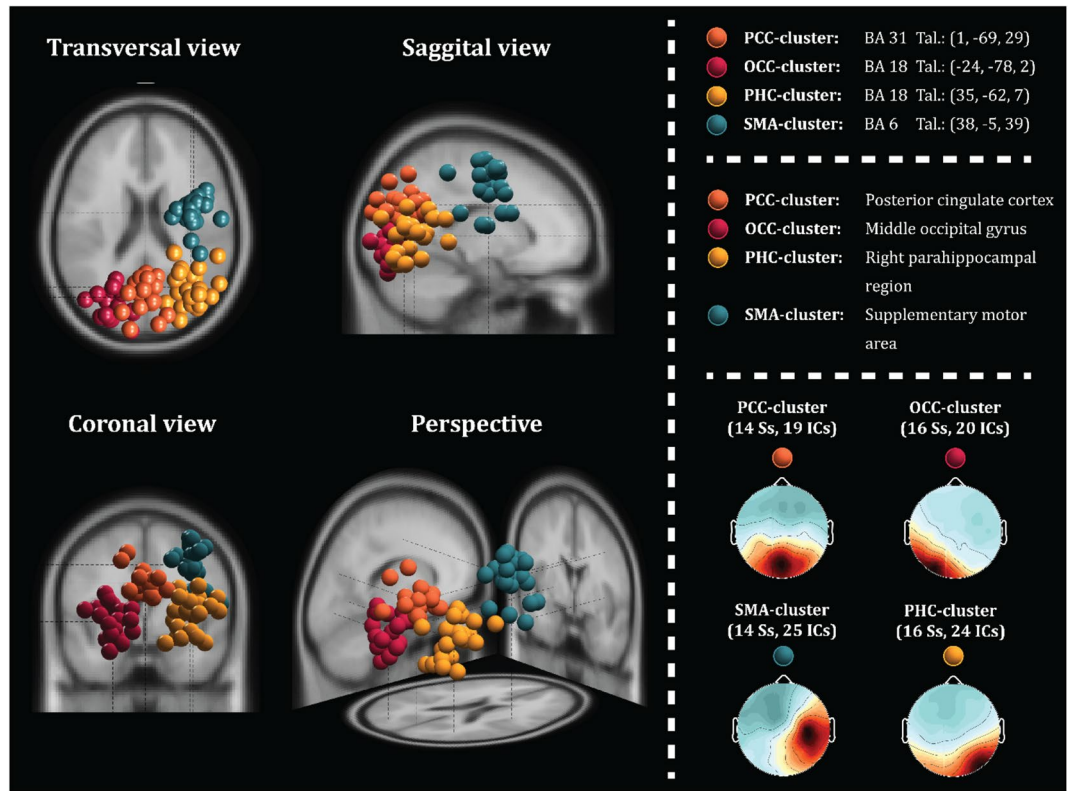 Transversal view
Saggital view
Coronal view
Perspective
PCC-cluster: BA 31 Tal.: (1, -69, 29)
OCC-cluster: BA 18 Tal.: (-24, -78, 2)
PHC-cluster: BA 18 Tal.: (35, -62, 7)
SMA-cluster: BA 6 Tal.: (38, -5, 39)
PCC-cluster: Posterior cingulate cortex
OCC-cluster: Middle occipital gyrus
PHC-cluster: Right parahippocampal
region
SMA-cluster: Supplementary motor
area
PCC-cluster
(14 Ss, 19 ICs)
OCC-cluster
(16 Ss, 20 ICs)
SMA-cluster
(14 Ss, 25 ICs)
PHC-cluster
(16 Ss, 24 ICs)